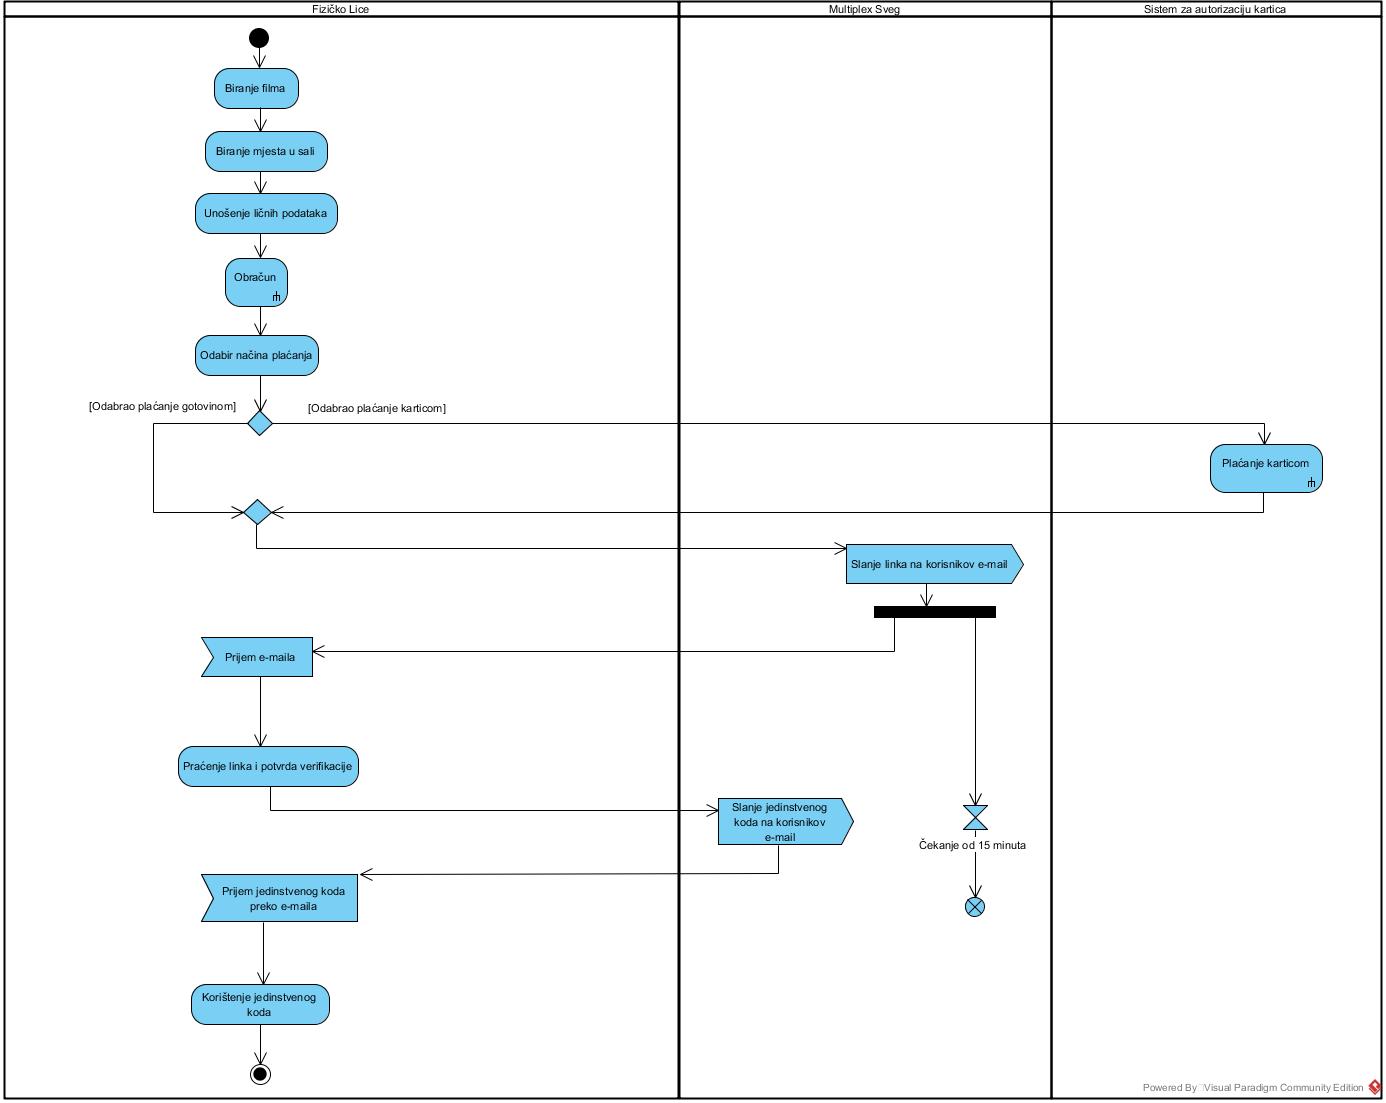 Fizičko Lice
Multiplex Sveg
Sistem za autorizaciju kartica
Biranje filma
Biranje mjesta u sali
Unošenje ličnih podataka
Obračun
Odabir načina plaćanja
[Odabrao plaćanje gotovinom]
[Odabrao plaćanje karticom]
Plaćanje karticom
Slanje linka na korisnikov e-mail
Prijem e-maila
Praćenje linka i potvrda verifikacije
Slanje jedinstvenog
koda na korisnikov
e-mail
Čekanje od 15 minuta
Prijem jedinstvenog koda
preko e-maila
Korištenje jedinstvenog
koda
Powered By Visual Paradigm Community Edition